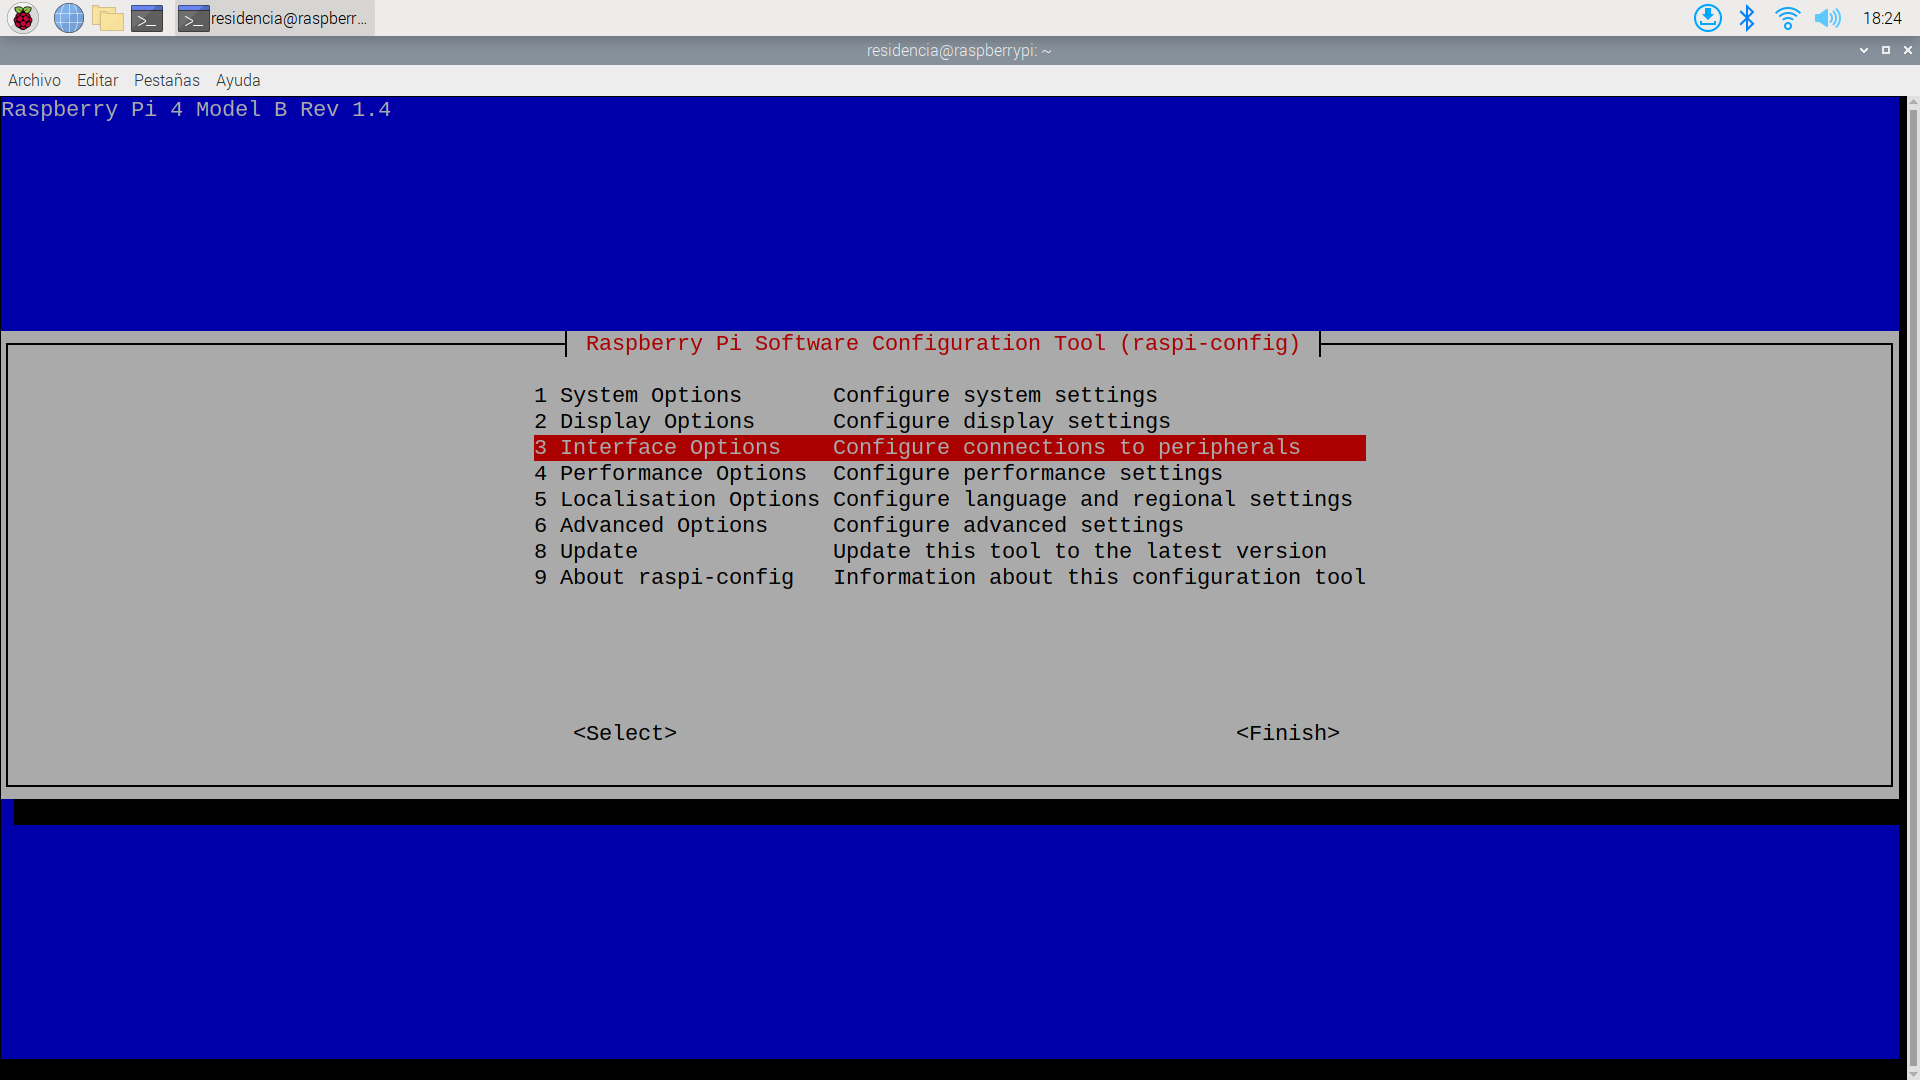 residencia@raspberr... 18:24
residencia@raspberrypi: ~
Archivo Editar Pestañas Ayuda
Raspberry Pi 4 Model B Rev 1.4
Raspberry Pi Software Configuration Tool (raspi-config)
1 System Options Configure system settings
2 Display Options Configure display settings
3 Interface Options Configure connections to peripherals
4 Performance Options Configure performance settings
5 Localisation Options Configure language and regional settings
6 Advanced Options Configure advanced settings
8 Update Update this tool to the latest version
9 About raspi-config Information about this configuration tool
<Select> <Finish>